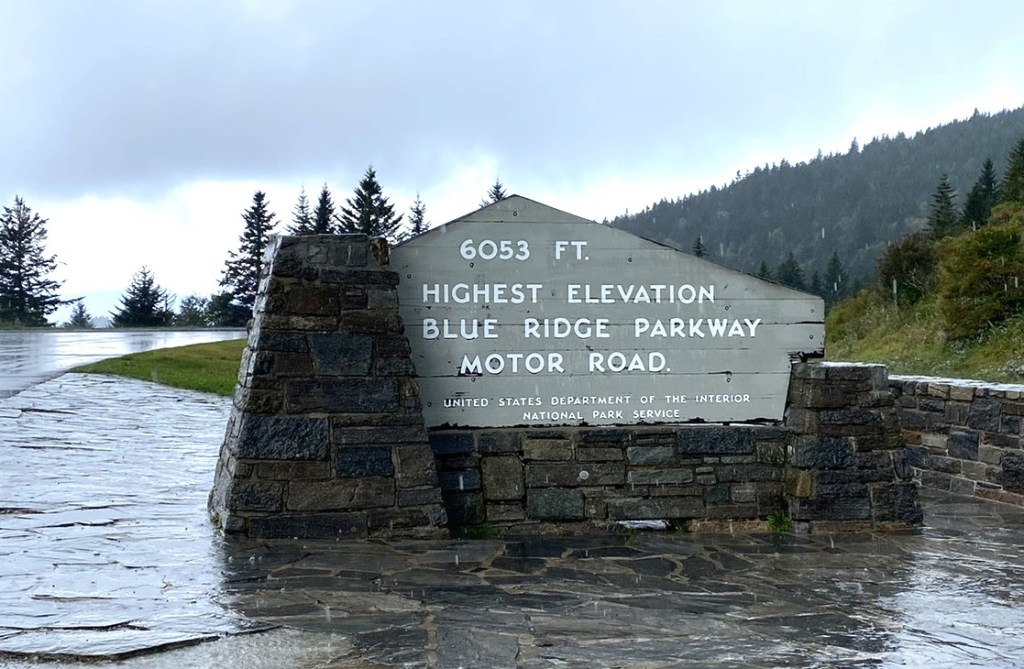 6053 FT.
HIGHEST ELEVATION
BLUE RIDGE PARKWAY
MOTOR ROAD.
UNITED STATES DEPARTMENT OF THE INTERIOR
NATIONAL PARK SERVICE